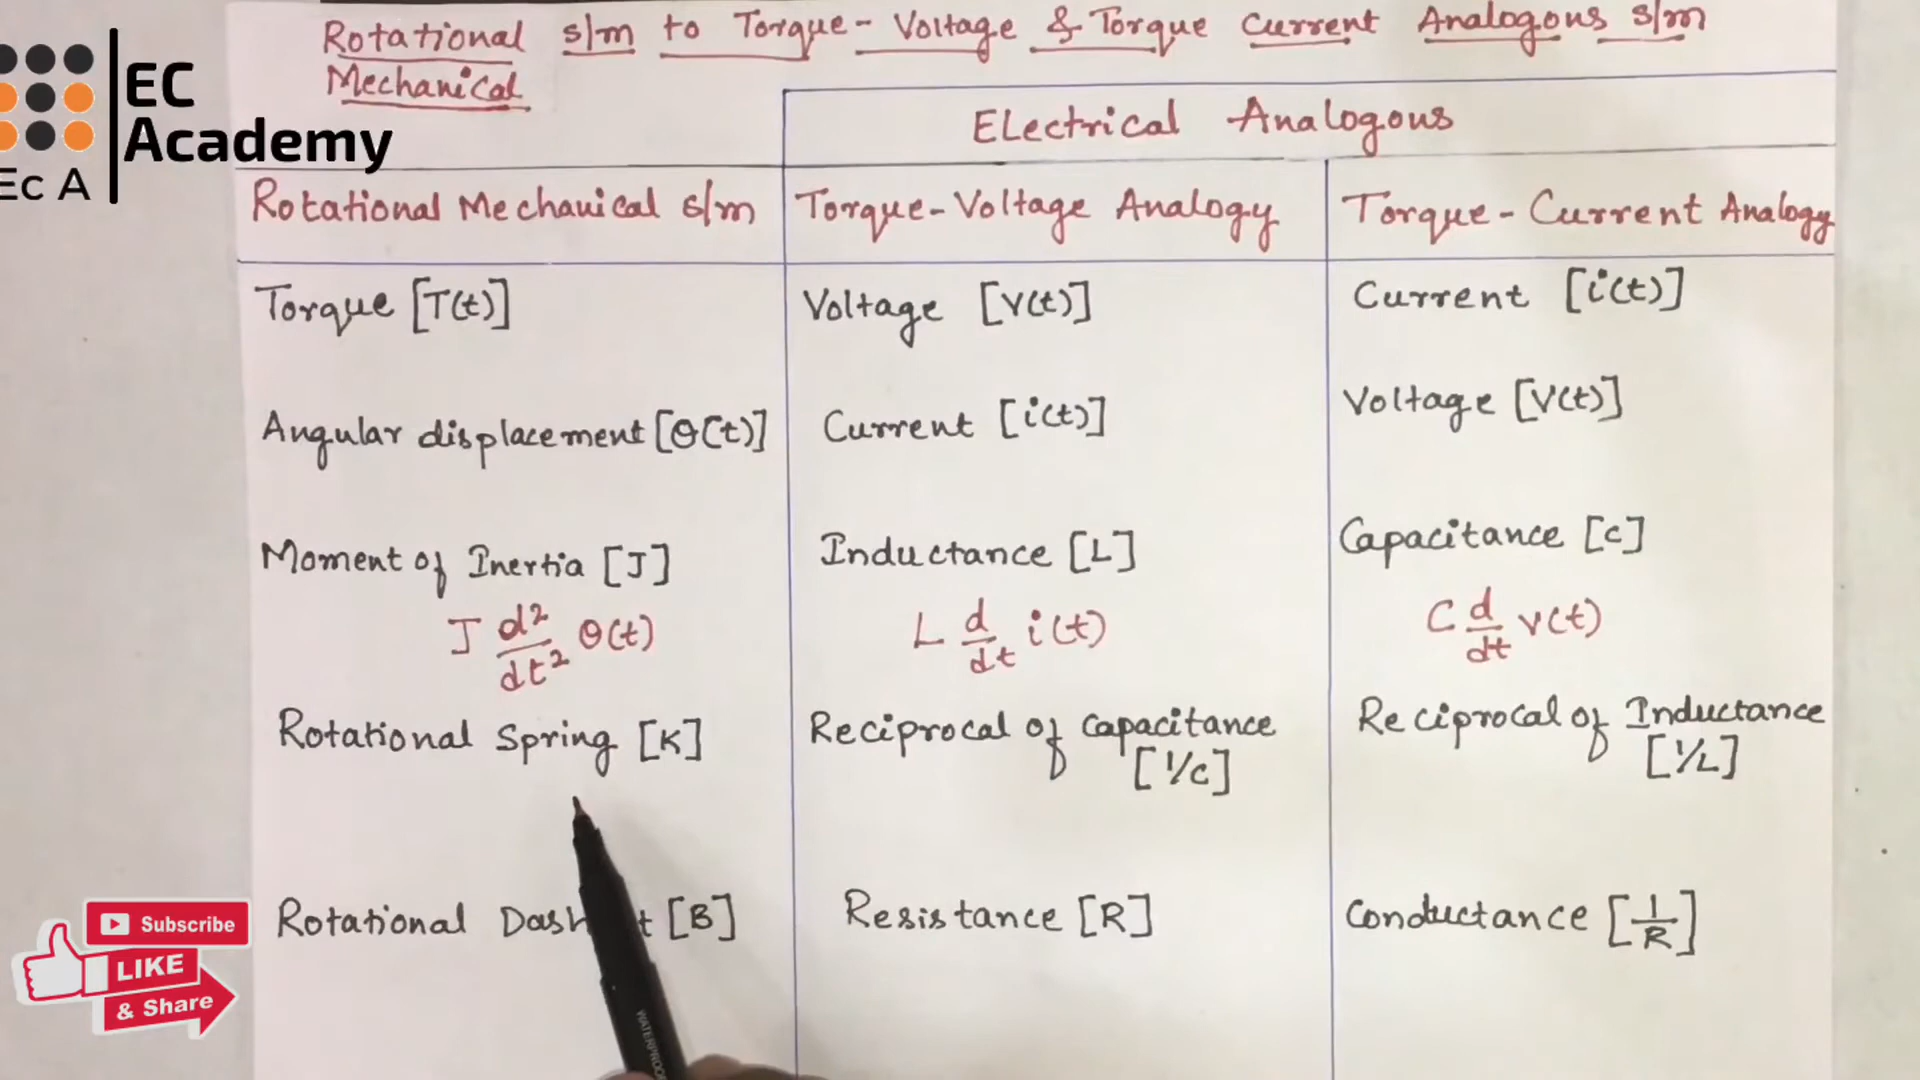 Rotational s/m to Torque - Voltage & Torque Current Analogous s/m
Mechanical
EC
Academy
Ec A
Electrical Analogous
Rotational Mechanical s/m
Torque-Voltage Analogy
Torque - Current Analogy
Torque [T(t)]
Voltage [V(t)]
Current [i(t)]
Angular displacement [θ(t)]
Current [i(t)]
Voltage [V(t)]
Moment of Inertia [J]
Inductance [L]
Capacitance [C]
J d²/dt² θ(t)
L d/dt i(t)
C d/dt v(t)
Rotational Spring [K]
Reciprocal of Capacitance
[1/C]
Reciprocal of Inductance
[1/L]
Rotational [B]
Resistance [R]
Conductance [1/R]
Subscribe
LIKE
& Share